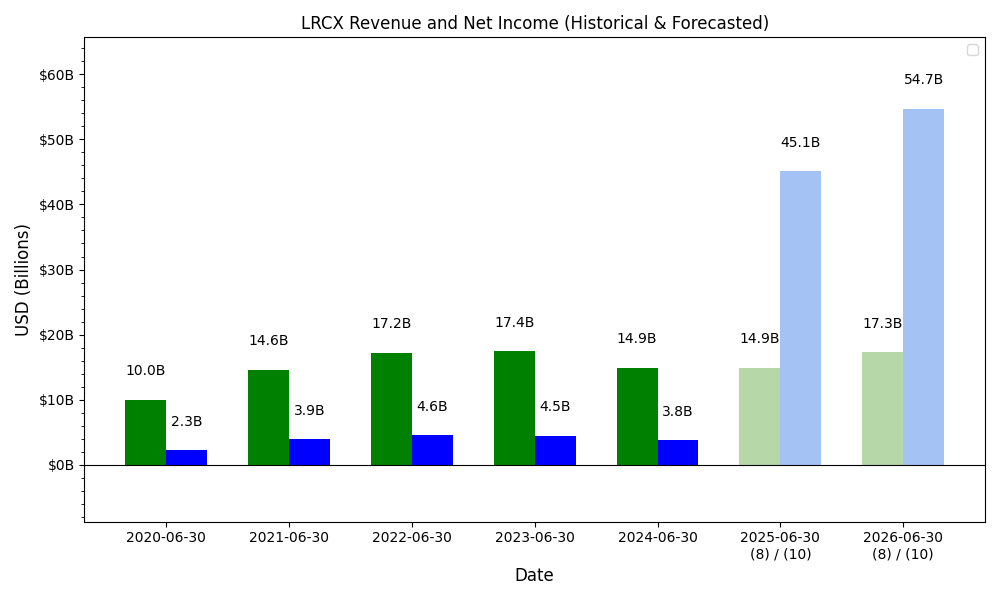 LRCX Revenue and Net Income (Historical & Forecasted)
USD (Billions)
$60B
$50B
$40B
$30B
$20B
$10B
$0B
10.0B
2.3B
14.6B
3.9B
17.2B
4.6B
17.4B
4.5B
14.9B
3.8B
14.9B
45.1B
17.3B
54.7B
2020-06-30
2021-06-30
2022-06-30
2023-06-30
2024-06-30
2025-06-30
(8) / (10)
2026-06-30
(8) / (10)
Date